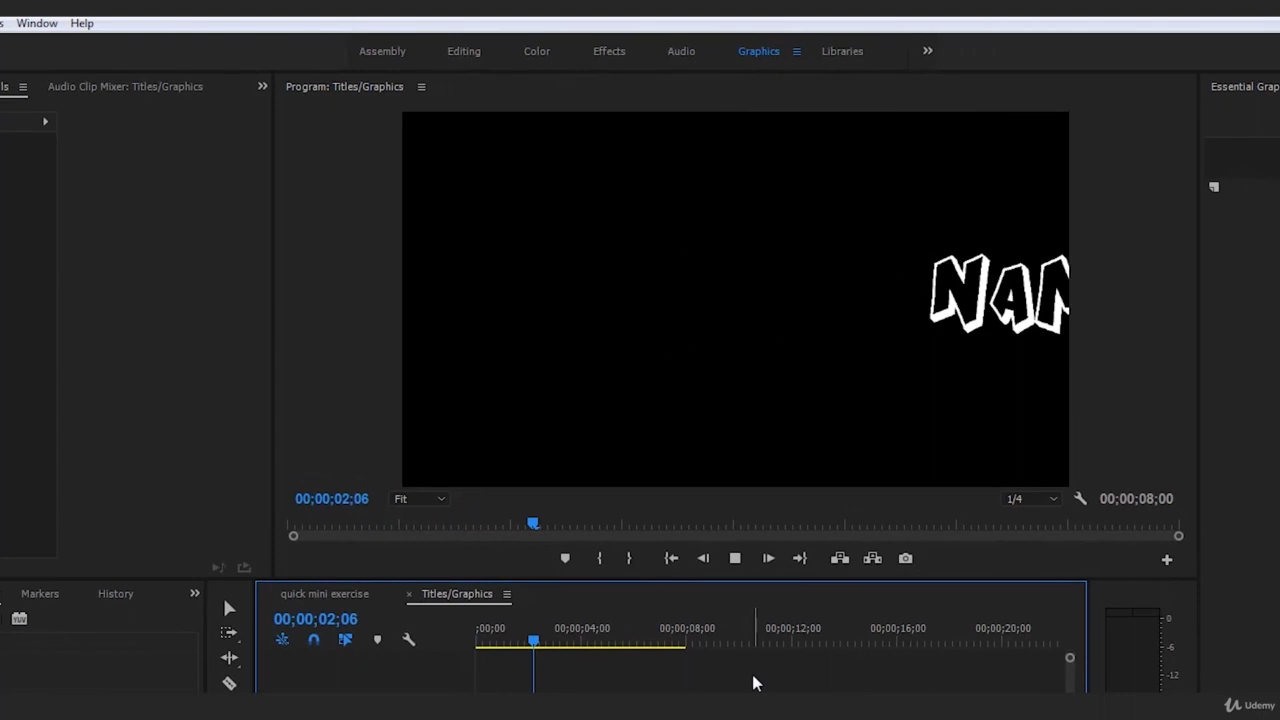 s Window Help
Assembly Editing Color Effects Audio Graphics Libraries
ls Audio Clip Mixer: Titles/Graphics Program: Titles/Graphics Essential Grap
NAN
00;00;02;06 Fit 1/4 00;00;08;00
Markers History quick mini exercise × Titles/Graphics
00;00;02;06
;00;00 00;00;04;00 00;00;08;00 00;00;12;00 00;00;16;00 00;00;20;00
0
-6
-12
Udemy